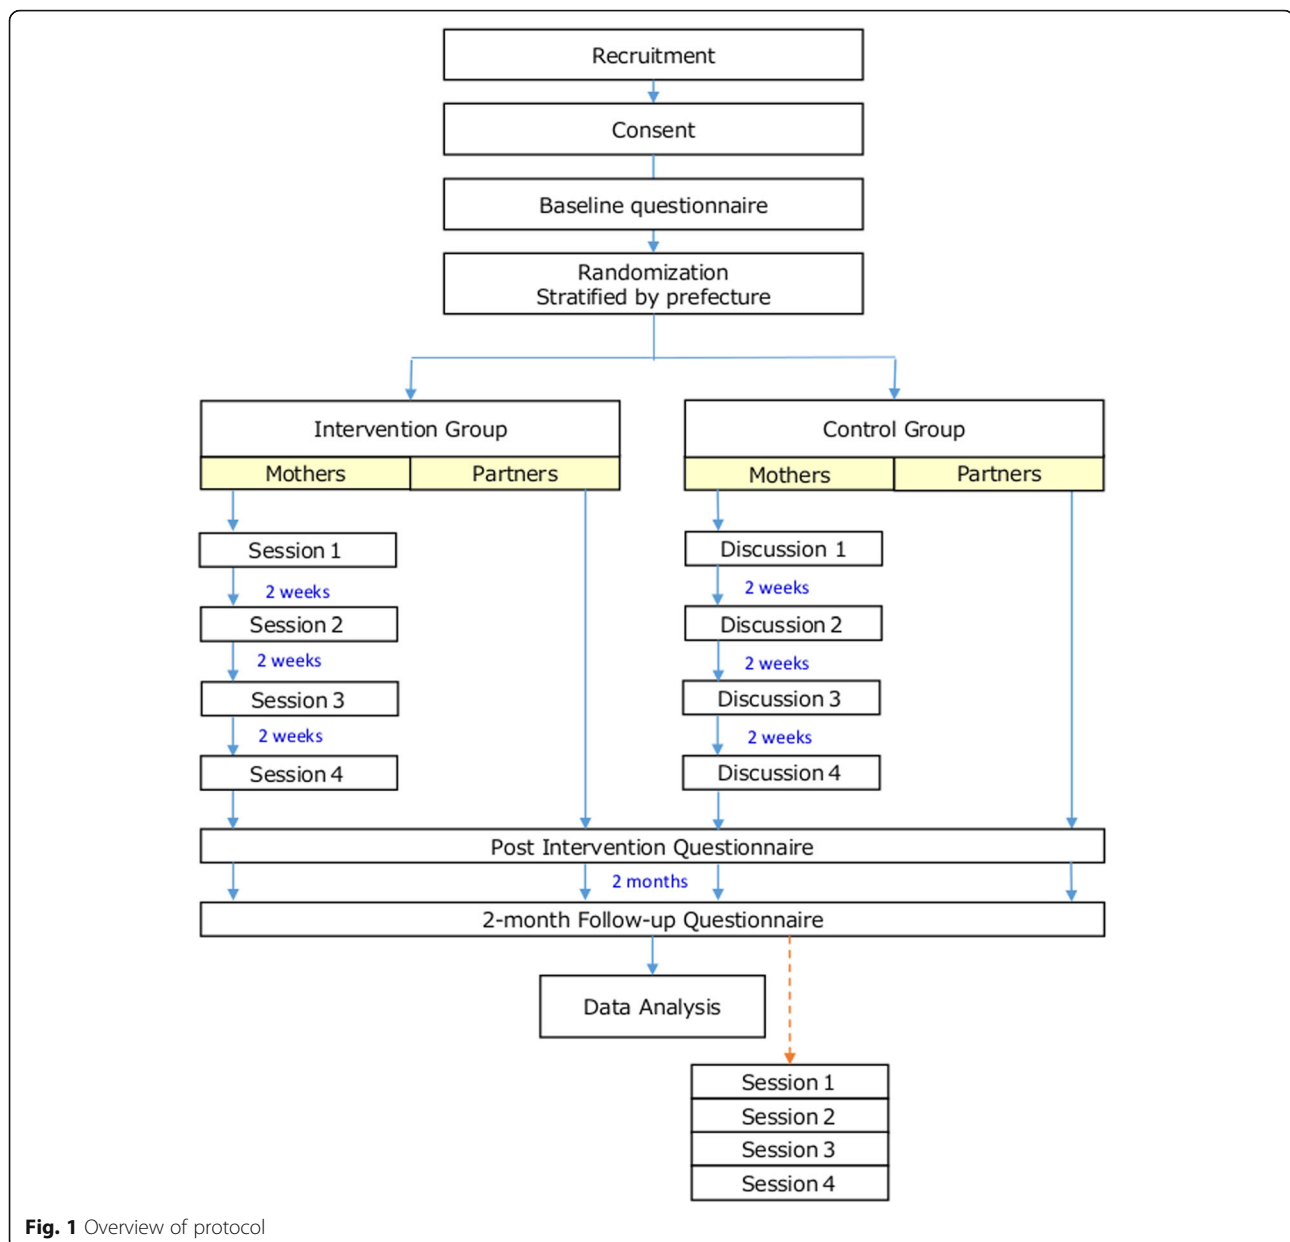 Recruitment
Consent
Baseline questionnaire
Randomization
Stratified by prefecture
Intervention Group
Mothers
Partners
Control Group
Mothers
Partners
Session 1
2 weeks
Session 2
2 weeks
Session 3
2 weeks
Session 4
Discussion 1
2 weeks
Discussion 2
2 weeks
Discussion 3
2 weeks
Discussion 4
Post Intervention Questionnaire
2 months
2-month Follow-up Questionnaire
Data Analysis
Session 1
Session 2
Session 3
Session 4
Fig. 1 Overview of protocol